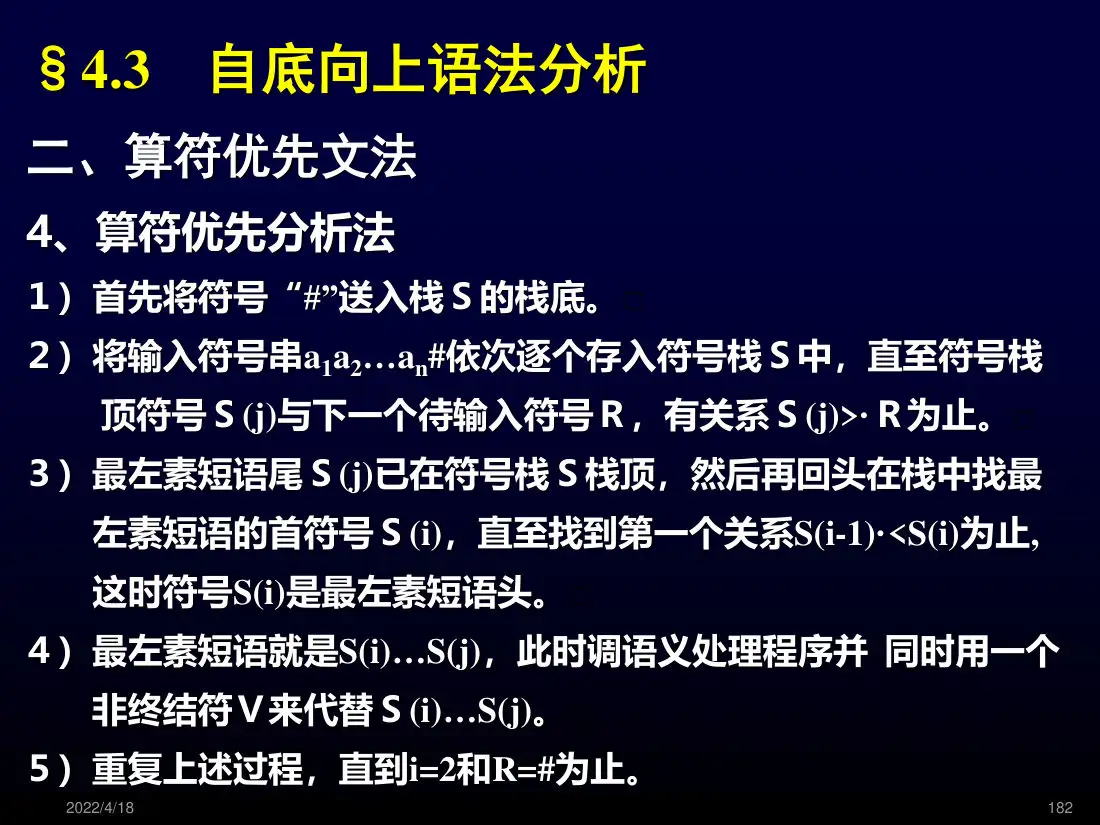 §4.3 自底向上语法分析
二、算符优先文法
4、算符优先分析法
1）首先将符号“#”送入栈S的栈底。
2）将输入符号串a₁a₂…aₙ#依次逐个存入符号栈S中，直至符号栈
顶符号S(j)与下一个待输入符号R，有关系S(j)>·R为止。
3）最左素短语尾S(j)已在符号栈S栈顶，然后再回头在栈中找最
左素短语的首符号S(i)，直至找到第一个关系S(i-1)·<S(i)为止,
这时符号S(i)是最左素短语头。
4）最左素短语就是S(i)…S(j)，此时调语义处理程序并 同时用一个
非终结符V来代替S(i)…S(j)。
5）重复上述过程，直到i=2和R=#为止。
2022/4/18
182